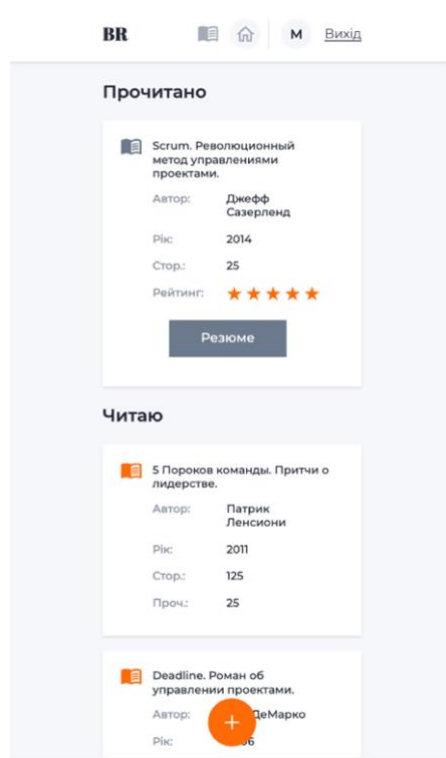 BR
М Вихід
Прочитано
Scrum. Революционный
метод управлениями
проектами.
Автор: Джефф
Сазерленд
Рік: 2014
Стор.: 25
Рейтинг:
Резюме
Читаю
5 Пороков команды. Притчи о
лидерстве.
Автор: Патрик
Ленсиони
Рік: 2011
Стор.: 125
Проч.: 25
Deadline. Роман об
управлении проектами.
Автор: ДеМарко
Рік: